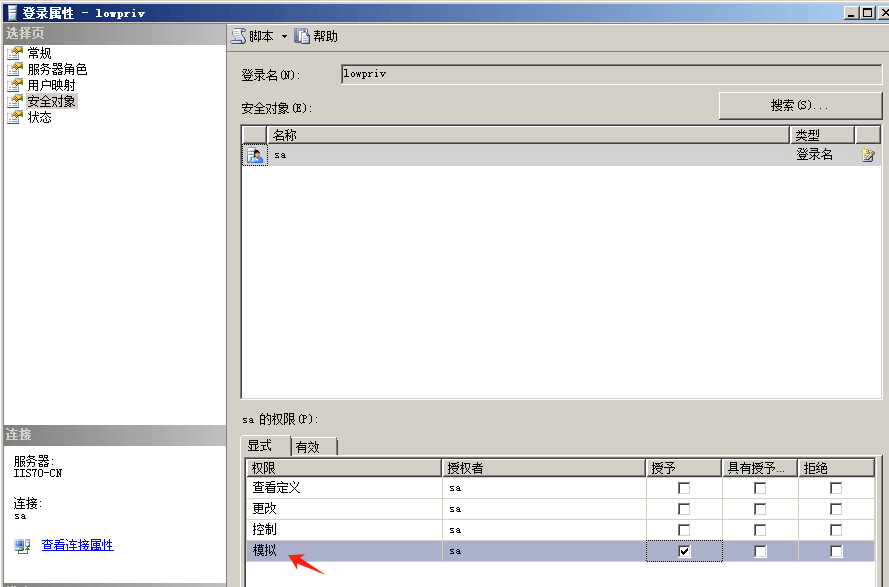 登录属性 - lowpriv
选择页
常规
服务器角色
用户映射
安全对象
状态
脚本 帮助
登录名(N): lowpriv
安全对象(E): 搜索(S)...
名称 类型
sa 登录名
sa 的权限(P):
显式 有效
权限 授权者 授予 具有授予... 拒绝
查看定义 sa
更改 sa
控制 sa
模拟 sa
连接
服务器:
IIS70-CN
连接:
sa
查看连接属性